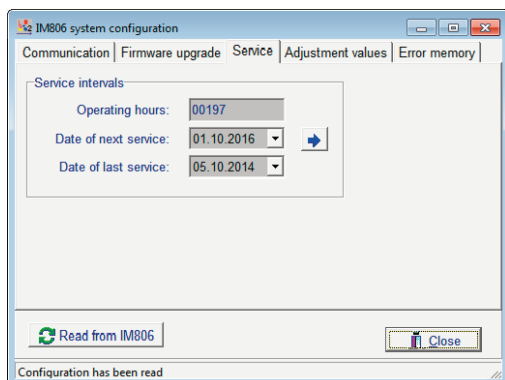 IM806 system configuration
Communication Firmware upgrade Service Adjustment values Error memory
Service intervals
Operating hours: 00197
Date of next service: 01.10.2016
Date of last service: 05.10.2014
Read from IM806
Close
Configuration has been read